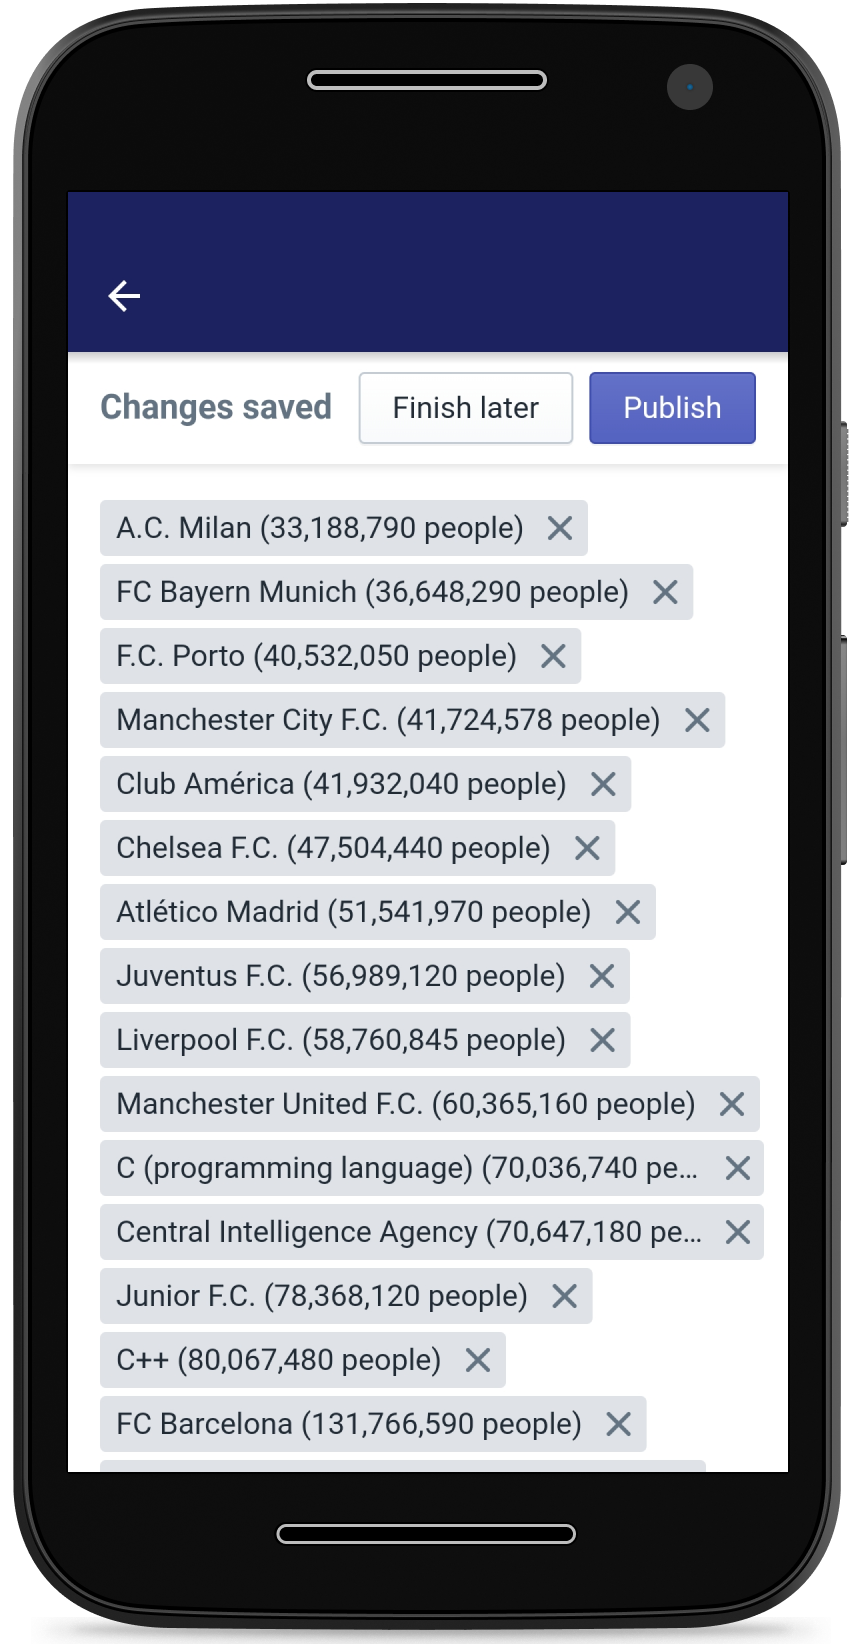 Changes saved
Finish later
Publish
A.C. Milan (33,188,790 people)
FC Bayern Munich (36,648,290 people)
F.C. Porto (40,532,050 people)
Manchester City F.C. (41,724,578 people)
Club América (41,932,040 people)
Chelsea F.C. (47,504,440 people)
Atlético Madrid (51,541,970 people)
Juventus F.C. (56,989,120 people)
Liverpool F.C. (58,760,845 people)
Manchester United F.C. (60,365,160 people)
C (programming language) (70,036,740 pe...
Central Intelligence Agency (70,647,180 pe...
Junior F.C. (78,368,120 people)
C++ (80,067,480 people)
FC Barcelona (131,766,590 people)